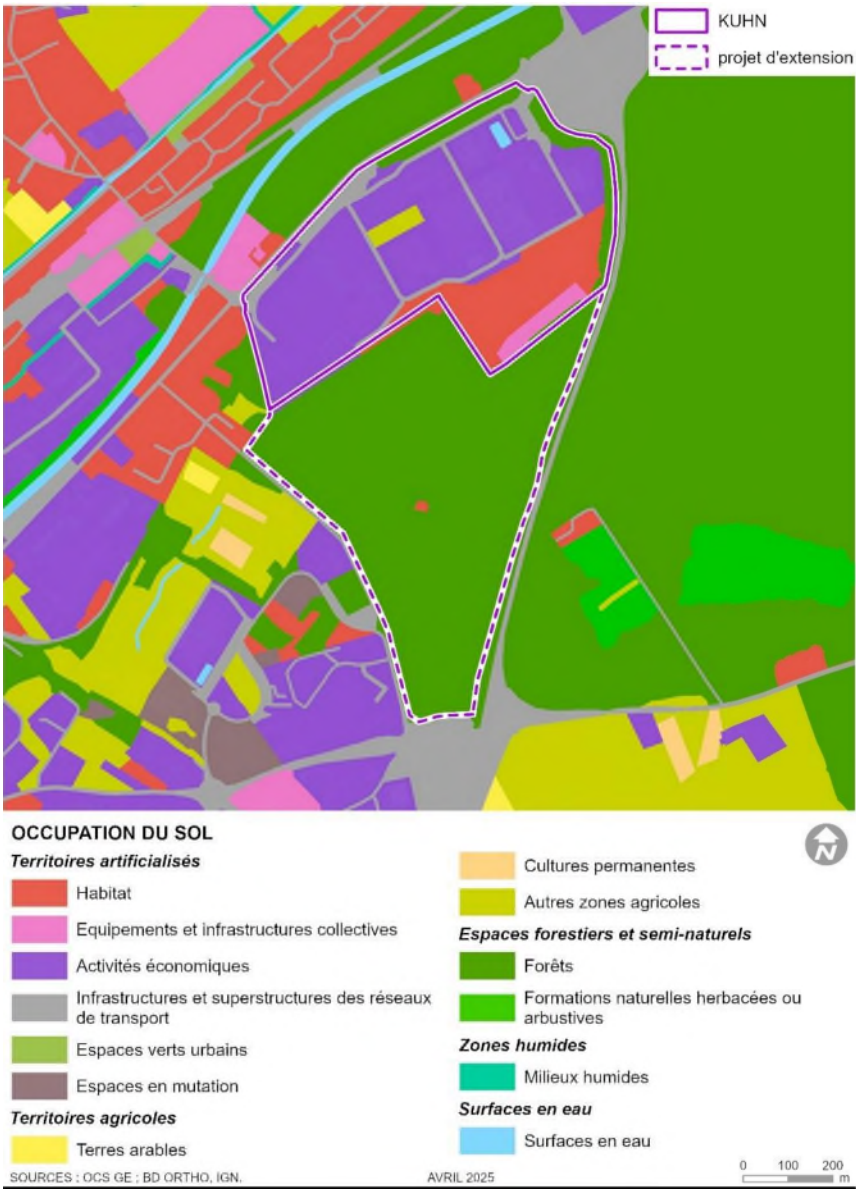 KUHN
projet d'extension
OCCUPATION DU SOL
Territoires artificialisés
Habitat
Equipements et infrastructures collectives
Activités économiques
Infrastructures et superstructures des réseaux
de transport
Espaces verts urbains
Espaces en mutation
Territoires agricoles
Terres arables
Cultures permanentes
Autres zones agricoles
Espaces forestiers et semi-naturels
Forêts
Formations naturelles herbacées ou
arbustives
Zones humides
Milieux humides
Surfaces en eau
Surfaces en eau
N
SOURCES : OCS GE ; BD ORTHO, IGN.
AVRIL 2025
0 100 200
m